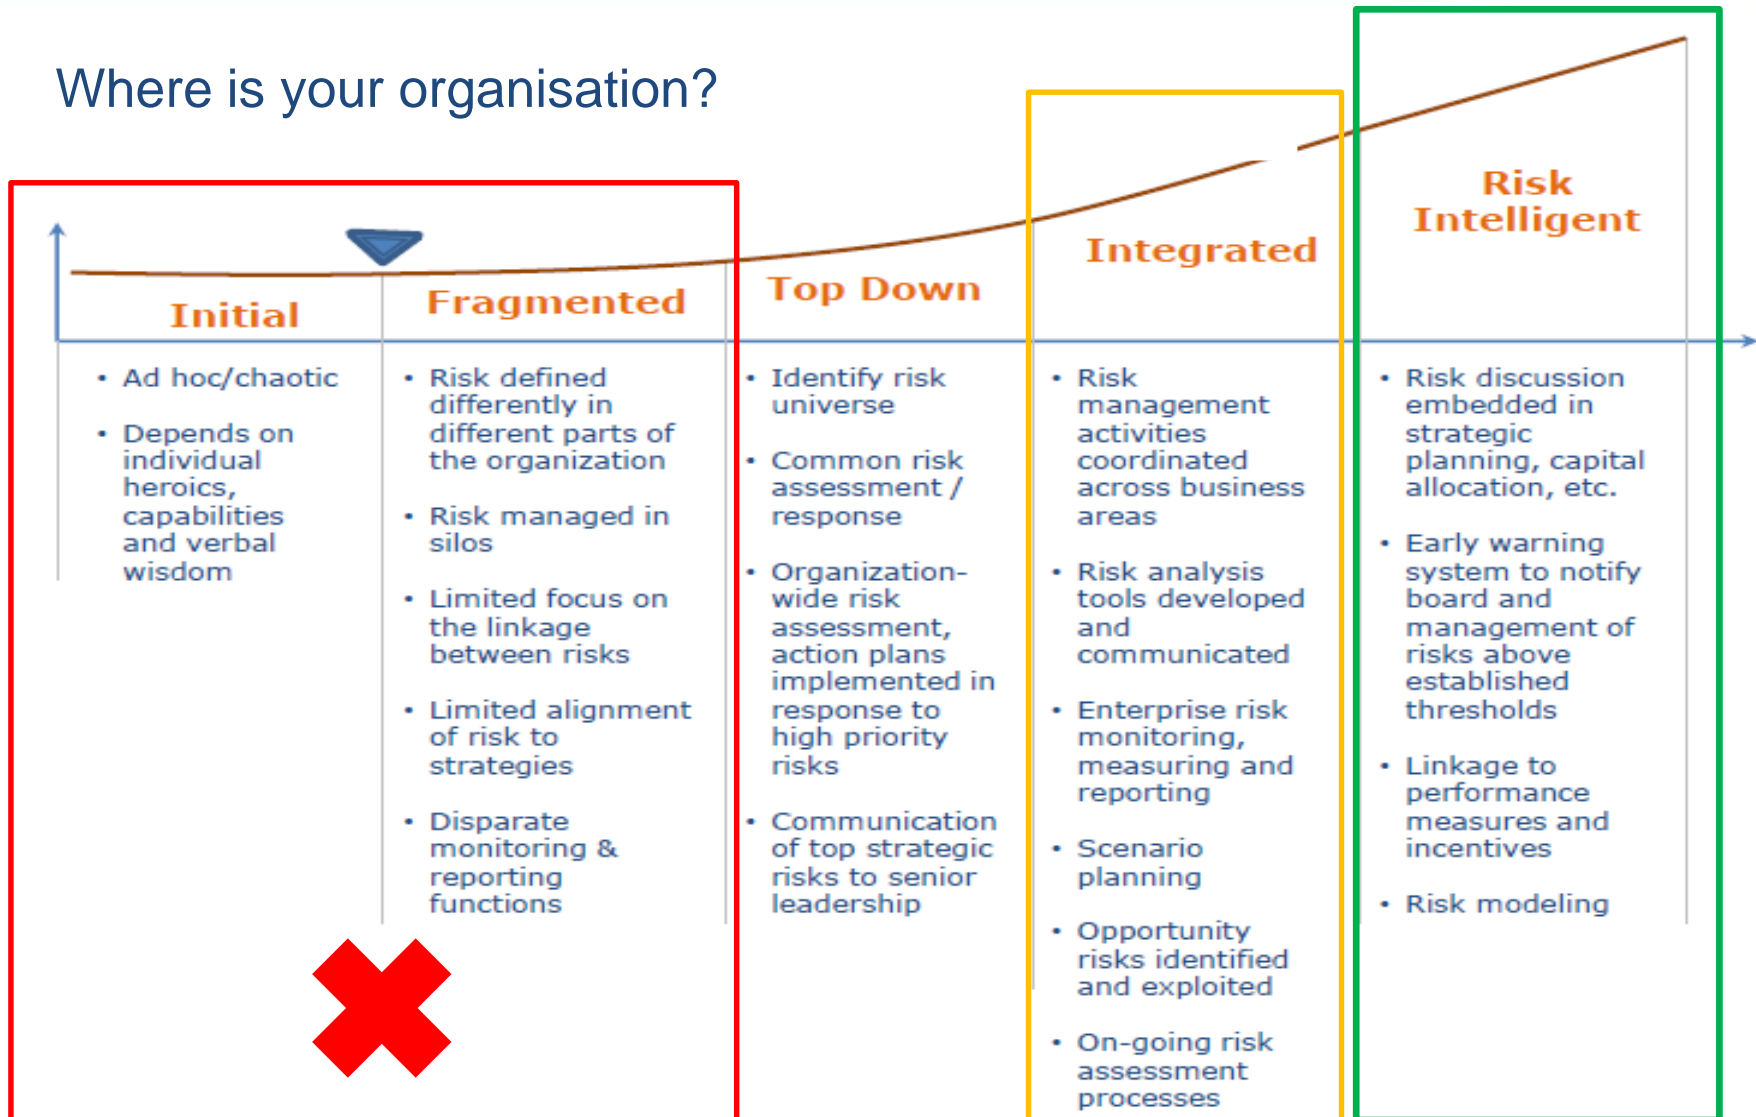 Where is your organisation?
Initial
• Ad hoc/chaotic
• Depends on
individual
heroics,
capabilities
and verbal
wisdom
Fragmented
• Risk defined
differently in
different parts of
the organization
• Risk managed in
silos
• Limited focus on
the linkage
between risks
• Limited alignment
of risk to
strategies
• Disparate
monitoring &
reporting
functions
Top Down
• Identify risk
universe
• Common risk
assessment /
response
• Organization-
wide risk
assessment,
action plans
implemented in
response to
high priority
risks
• Communication
of top strategic
risks to senior
leadership
Integrated
• Risk
management
activities
coordinated
across business
areas
• Risk analysis
tools developed
and
communicated
• Enterprise risk
monitoring,
measuring and
reporting
• Scenario
planning
• Opportunity
risks identified
and exploited
• On-going risk
assessment
processes
Risk
Intelligent
• Risk discussion
embedded in
strategic
planning, capital
allocation, etc.
• Early warning
system to notify
board and
management of
risks above
established
thresholds
• Linkage to
performance
measures and
incentives
• Risk modeling